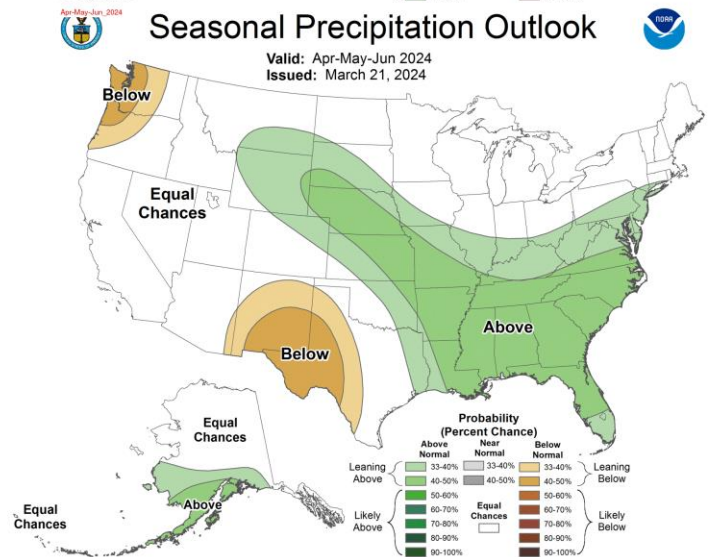 Apr-May-Jun_2024
Seasonal Precipitation Outlook
NOAA
Valid: Apr-May-Jun 2024
Issued: March 21, 2024
Below
Equal
Chances
Above
Below
Equal
Chances
Above
Equal
Chances
Probability
(Percent Chance)
Above Normal
Near Normal
Below Normal
Leaning Above
33-40%
33-40%
33-40%
Leaning Below
40-50%
40-50%
40-50%
Likely Above
50-60%
Equal Chances
50-60%
Likely Below
60-70%
60-70%
70-80%
70-80%
80-90%
80-90%
90-100%
90-100%